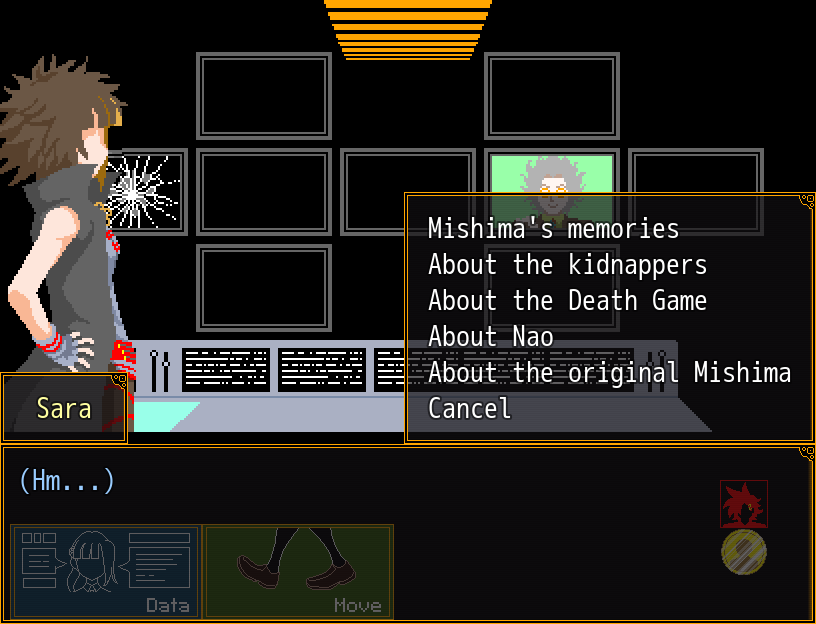 Mishima's memories
About the kidnappers
About the Death Game
About Nao
About the original Mishima
Cancel
Sara
(Hm...)
Data
Move